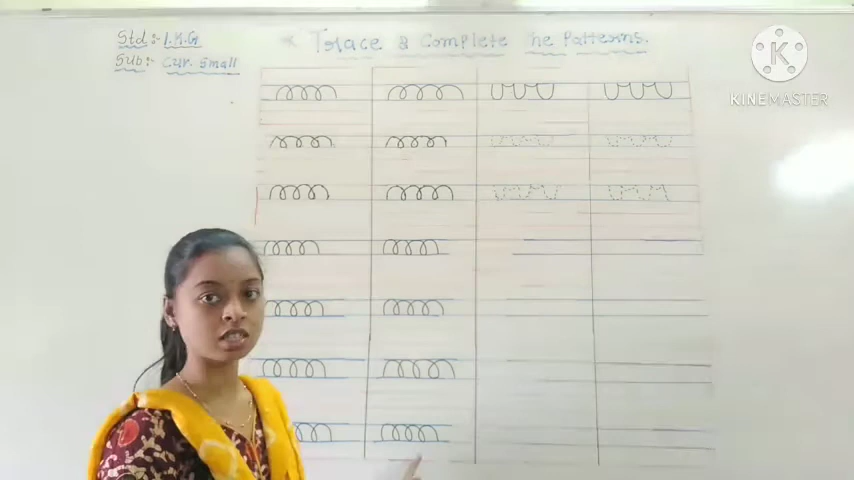 Std:- I.K.G
Sub:- Cur. Small
* Trace & Complete the Patterns.
K
KINEMASTER